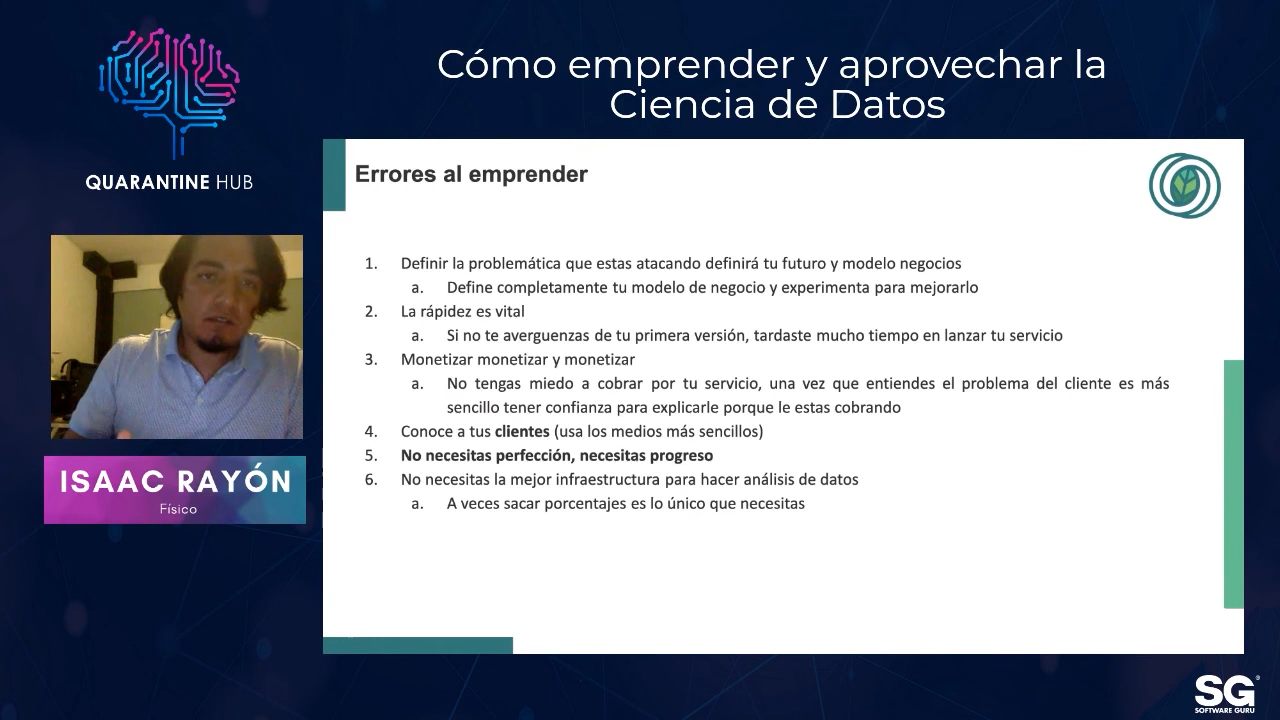 Cómo emprender y aprovechar la
Ciencia de Datos
QUARANTINE HUB
Errores al emprender
1. Definir la problemática que estas atacando definirá tu futuro y modelo negocios
a. Define completamente tu modelo de negocio y experimenta para mejorarlo
2. La rápidez es vital
a. Si no te averguenzas de tu primera versión, tardaste mucho tiempo en lanzar tu servicio
3. Monetizar monetizar y monetizar
a. No tengas miedo a cobrar por tu servicio, una vez que entiendes el problema del cliente es más
sencillo tener confianza para explicarle porque le estas cobrando
4. Conoce a tus clientes (usa los medios más sencillos)
5. No necesitas perfección, necesitas progreso
6. No necesitas la mejor infraestructura para hacer análisis de datos
a. A veces sacar porcentajes es lo único que necesitas
ISAAC RAYÓN
Físico
SG
SOFTWARE GURU